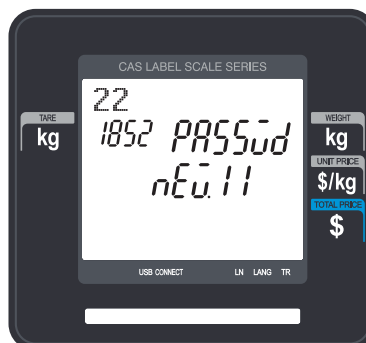 CAS LABEL SCALE SERIES
22
1852 PASSwd
nEw.11
TARE
kg
WEIGHT
kg
UNIT PRICE
$/kg
TOTAL PRICE
$
USB CONNECT LN LANG TR